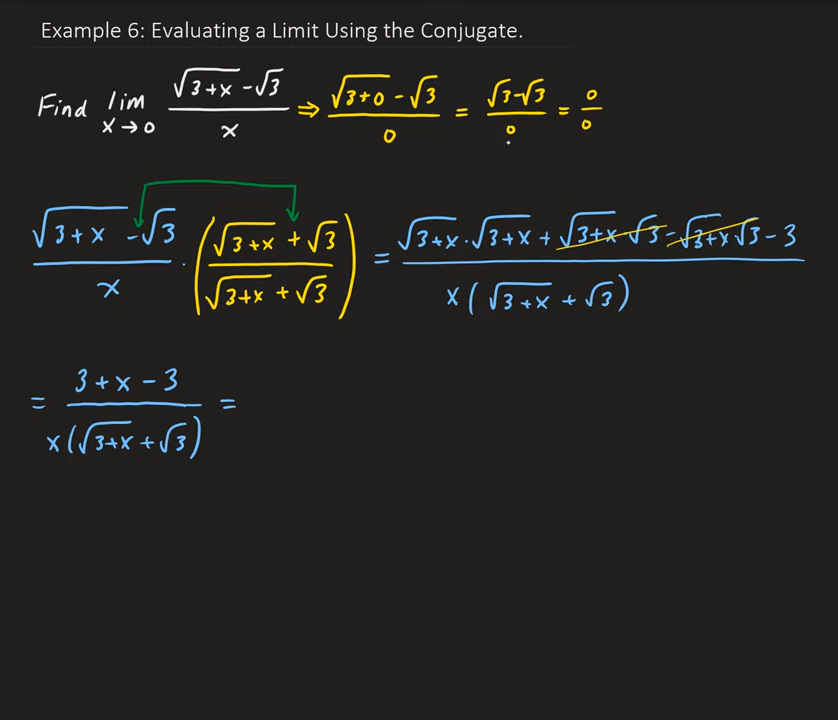 Example 6: Evaluating a Limit Using the Conjugate.
Find lim x→0 (√(3+x) - √3)/x ⇒ (√(3+0) - √3)/0 = (√3-√3)/0 = 0/0
(√(3+x) - √3)/x · ((√(3+x) + √3)/(√(3+x) + √3)) = (√(3+x) · √(3+x) + √(3+x) · √3 - √(3+x) √3 - 3)/(x(√(3+x) + √3))
= (3+x-3)/(x(√(3+x) + √3)) =